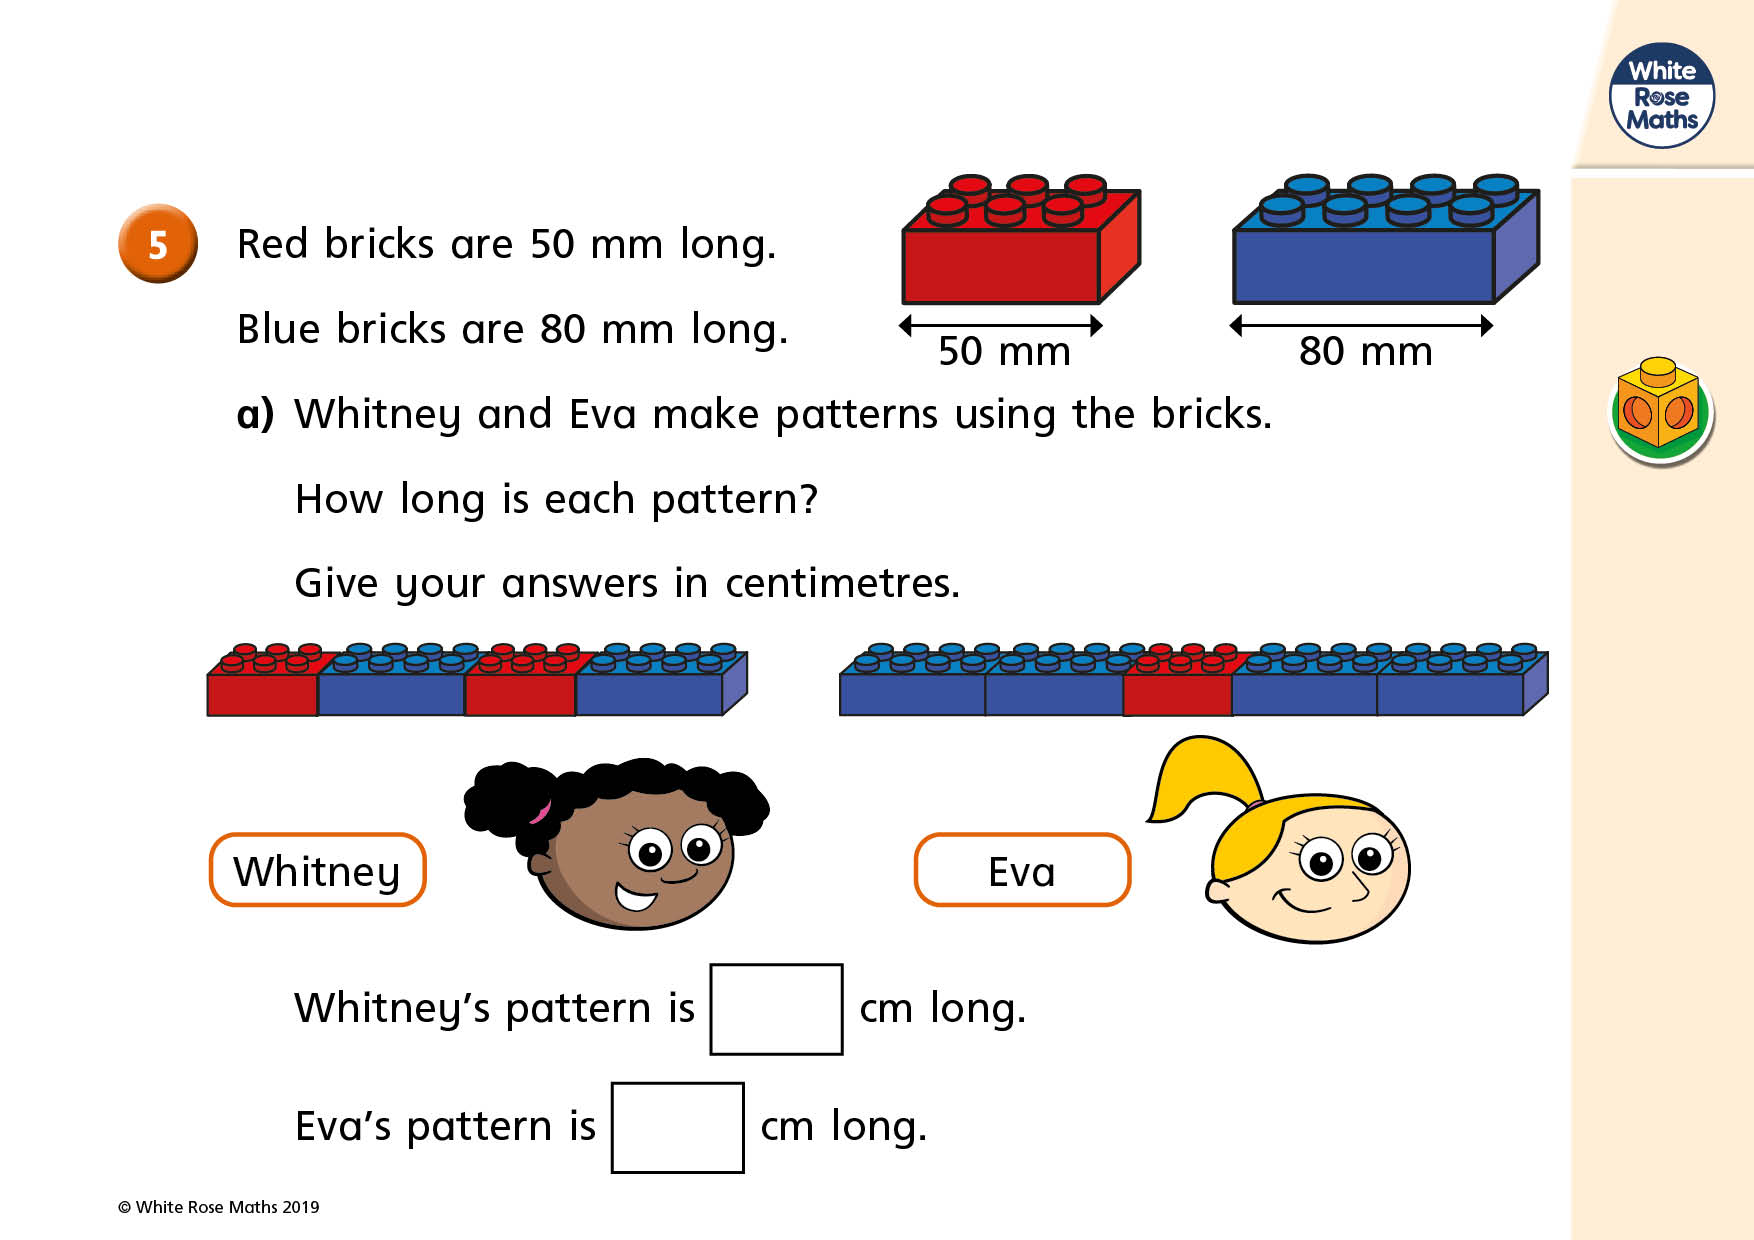 White
Rose
Maths
5
Red bricks are 50 mm long.
Blue bricks are 80 mm long.
50 mm
80 mm
a) Whitney and Eva make patterns using the bricks.
How long is each pattern?
Give your answers in centimetres.
Whitney
Eva
Whitney’s pattern is cm long.
Eva’s pattern is cm long.
© White Rose Maths 2019